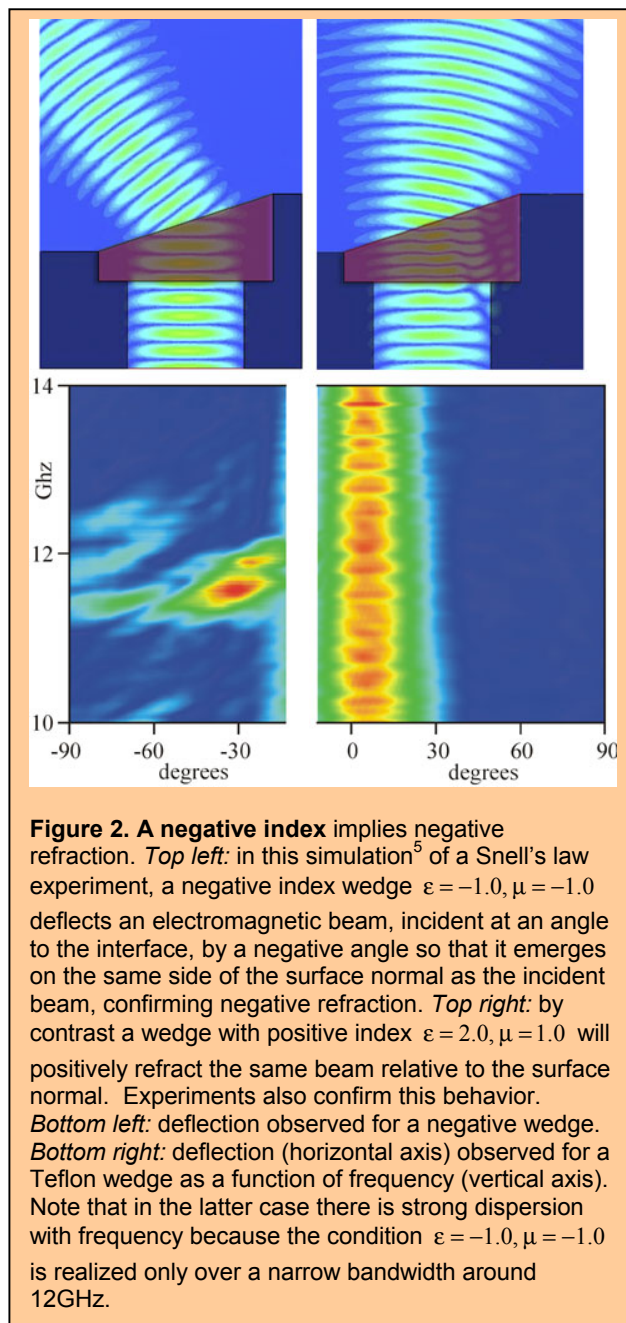 14
Ghz
12
10
-90 -60 -30 0 30 60 90
degrees degrees
Figure 2. A negative index implies negative
refraction. Top left: in this simulation5 of a Snell’s law
experiment, a negative index wedge ε = −1.0, µ = −1.0
deflects an electromagnetic beam, incident at an angle
to the interface, by a negative angle so that it emerges
on the same side of the surface normal as the incident
beam, confirming negative refraction. Top right: by
contrast a wedge with positive index ε = 2.0, µ = 1.0 will
positively refract the same beam relative to the surface
normal. Experiments also confirm this behavior.
Bottom left: deflection observed for a negative wedge.
Bottom right: deflection (horizontal axis) observed for a
Teflon wedge as a function of frequency (vertical axis).
Note that in the latter case there is strong dispersion
with frequency because the condition ε = −1.0, µ = −1.0
is realized only over a narrow bandwidth around
12GHz.